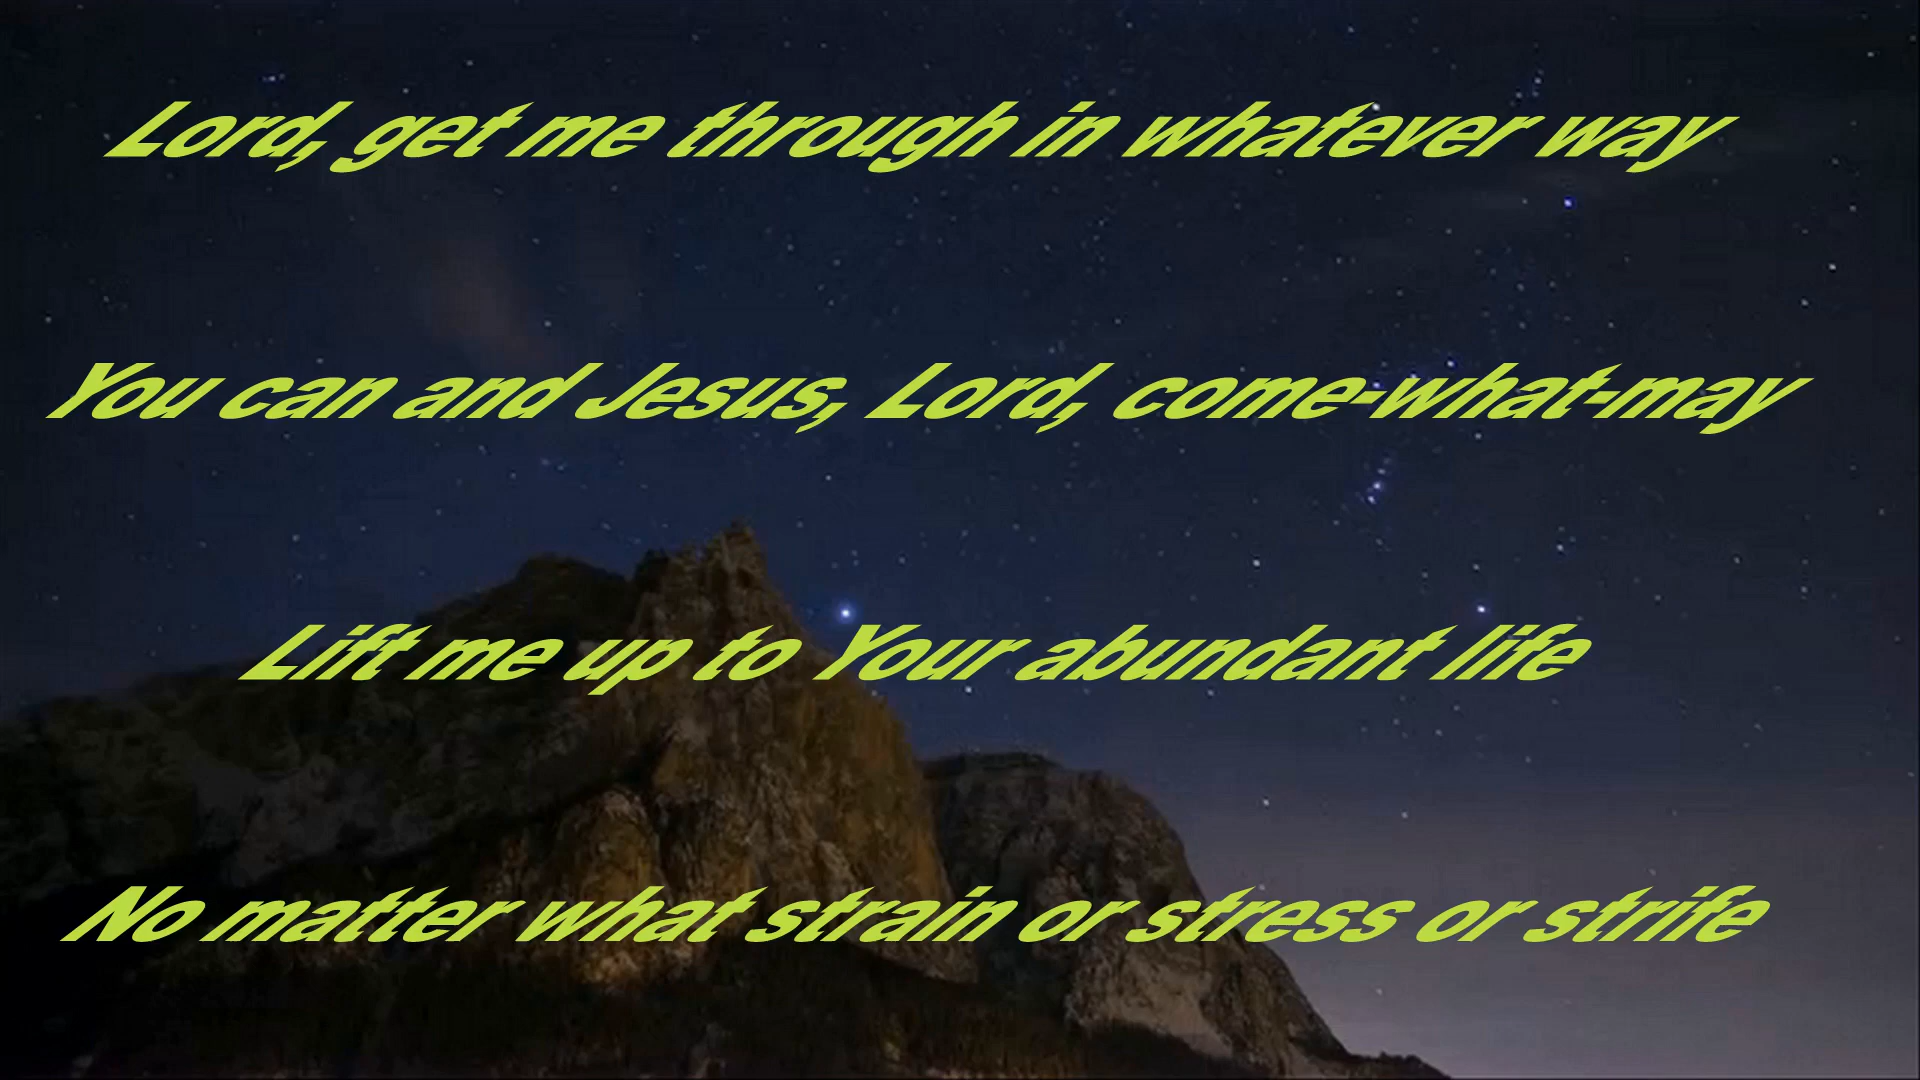 Lord, get me through in whatever way
You can and Jesus, Lord, come-what-may
Lift me up to Your abundant life
No matter what strain or stress or strife